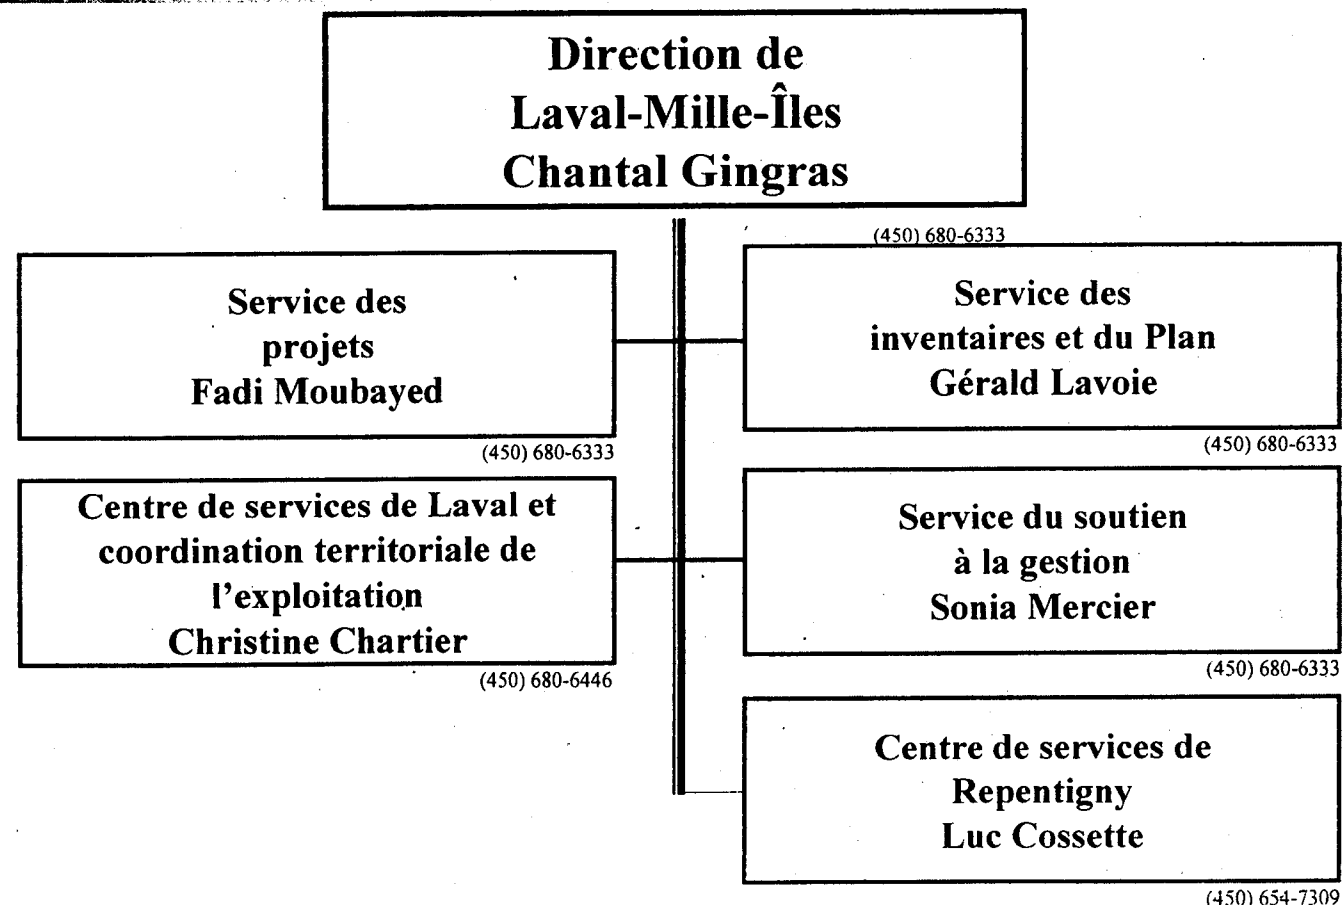 Direction de
Laval-Mille-Îles
Chantal Gingras
(450) 680-6333
Service des
projets
Fadi Moubayed
(450) 680-6333
Service des
inventaires et du Plan
Gérald Lavoie
(450) 680-6333
Centre de services de Laval et
coordination territoriale de
l'exploitation
Christine Chartier
(450) 680-6446
Service du soutien
à la gestion
Sonia Mercier
(450) 680-6333
Centre de services de
Repentigny
Luc Cossette
(450) 654-7309